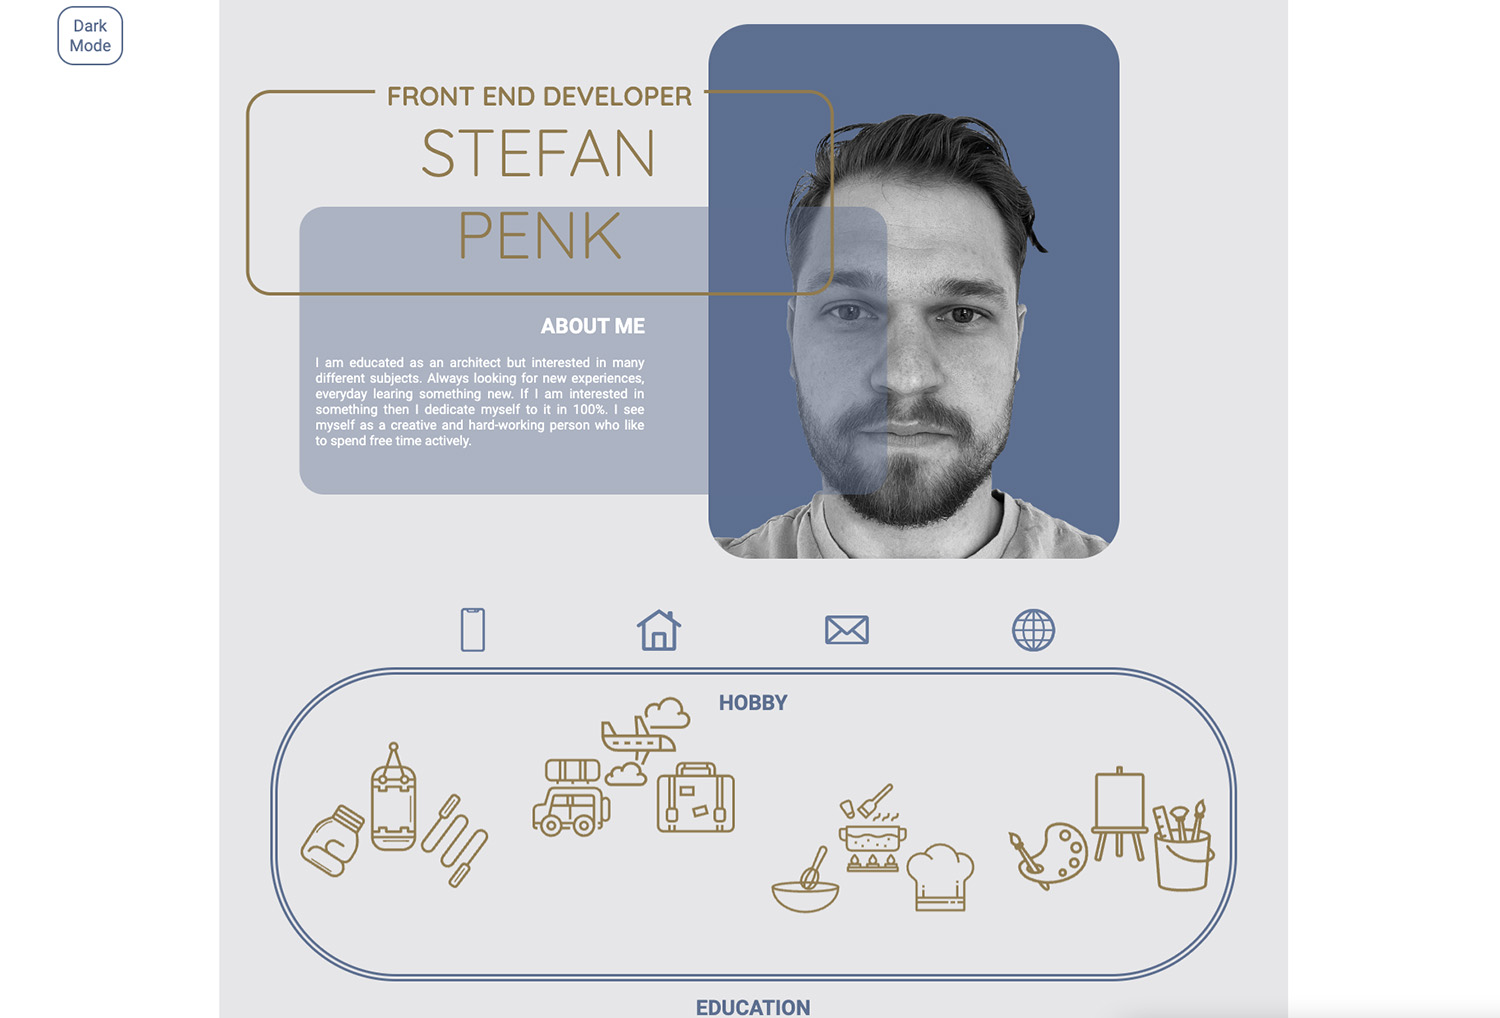 Dark
Mode
FRONT END DEVELOPER
STEFAN
PENK
ABOUT ME
I am educated as an architect but interested in many
different subjects. Always looking for new experiences,
everyday learing something new. If I am interested in
something then I dedicate myself to it in 100%. I see
myself as a creative and hard-working person who like
to spend free time actively.
HOBBY
EDUCATION